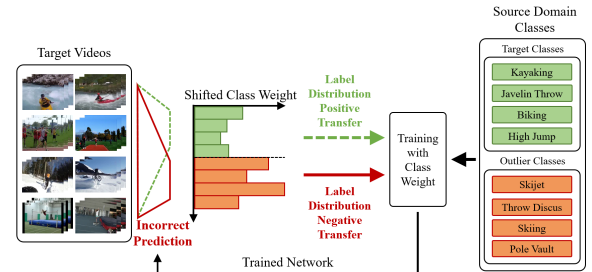 Source Domain
Classes
Target Videos
Target Classes
Shifted Class Weight
Label
Distribution
Positive
Transfer
Kayaking
Javelin Throw
Biking
High Jump
Training
with
Class
Weight
Outlier Classes
Label
Distribution
Negative
Transfer
Skijet
Throw Discus
Skiing
Pole Vault
Incorrect
Prediction
Trained Network